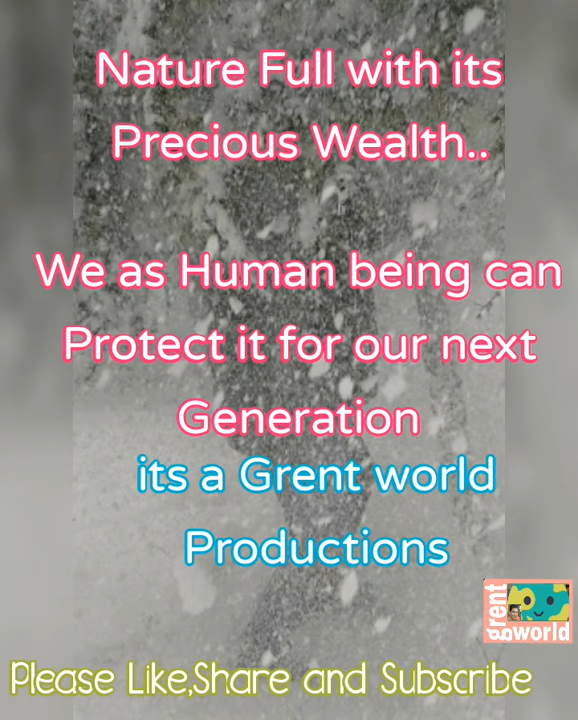 Nature Full with its
Precious Wealth..
We as Human being can
Protect it for our next
Generation
its a Grent world
Productions
grent
world
Please Like,Share and Subscribe